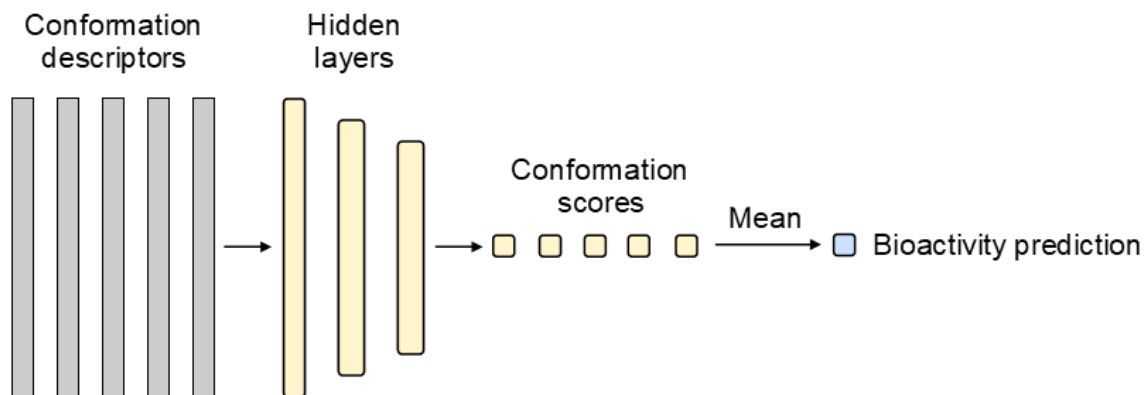 Conformation
descriptors
Hidden
layers
Conformation
scores
Mean
Bioactivity prediction